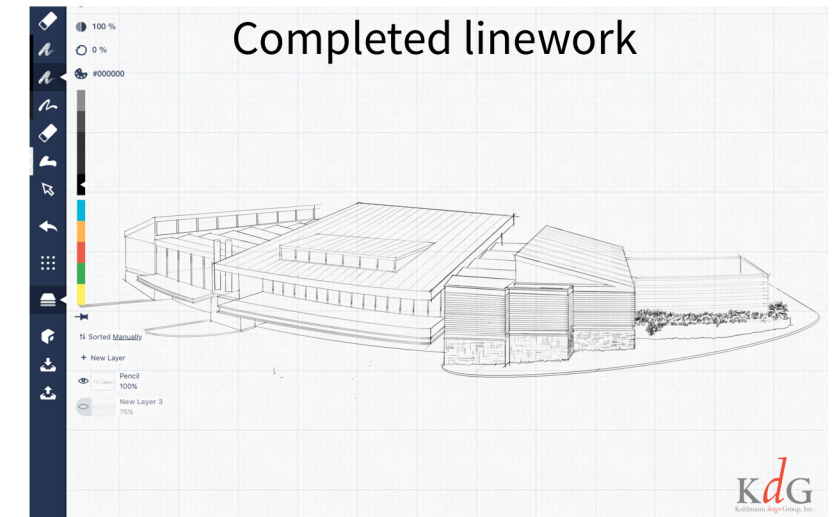 Completed linework
100 %
0 %
#000000
Sorted Manually
+ New Layer
Pencil
100%
New Layer 3
75%
KdG
Kuhlmann design Group, Inc.